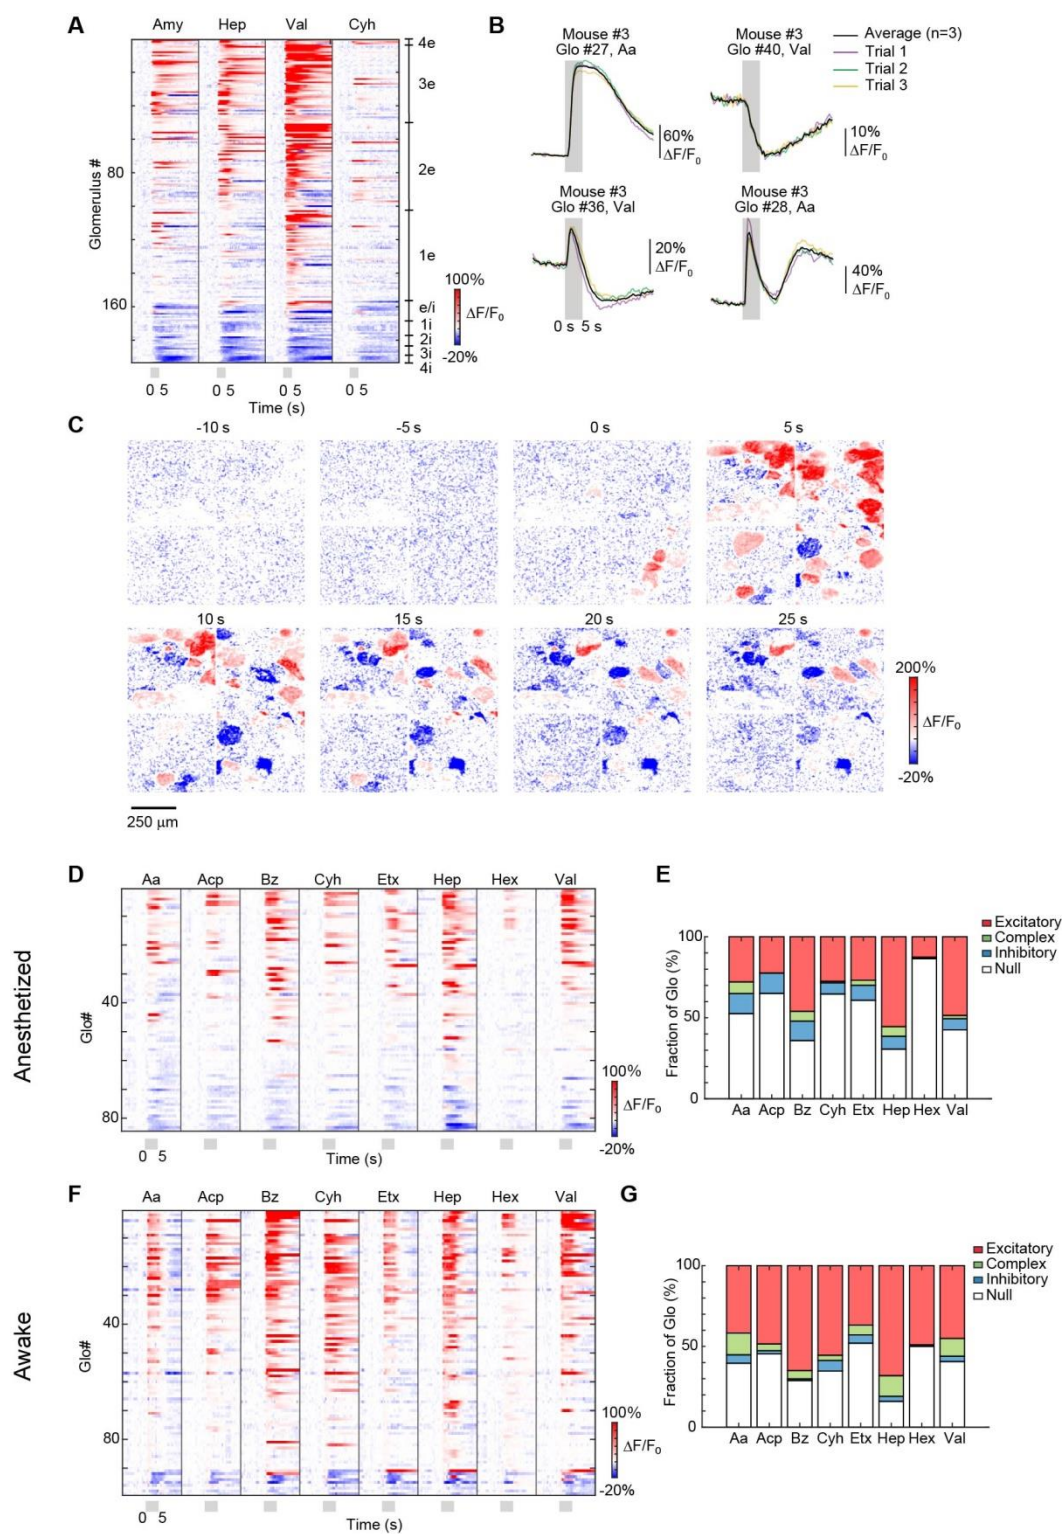 A
Amy Hep Val Cyh
4e
3e
2e
1e
e/i
1i
2i
3i
4i
Glomerulus #
80
160
100%
ΔF/F0
-20%
0 5 0 5 0 5 0 5
Time (s)
B
Mouse #3
Glo #27, Aa
60%
ΔF/F0
Mouse #3
Glo #40, Val
10%
ΔF/F0
Average (n=3)
Trial 1
Trial 2
Trial 3
Mouse #3
Glo #36, Val
20%
ΔF/F0
0 s 5 s
Mouse #3
Glo #28, Aa
40%
ΔF/F0
C
-10 s -5 s 0 s 5 s
10 s 15 s 20 s 25 s
200%
ΔF/F0
-20%
250 µm
Anesthetized
D
Aa Acp Bz Cyh Etx Hep Hex Val
Glo#
40
80
100%
ΔF/F0
-20%
0 5
Time (s)
E
Fraction of Glo (%)
100
50
0
Aa Acp Bz Cyh Etx Hep Hex Val
Excitatory
Complex
Inhibitory
Null
Awake
F
Aa Acp Bz Cyh Etx Hep Hex Val
Glo#
40
80
100%
ΔF/F0
-20%
0 5
Time (s)
G
Fraction of Glo (%)
100
50
0
Aa Acp Bz Cyh Etx Hep Hex Val
Excitatory
Complex
Inhibitory
Null